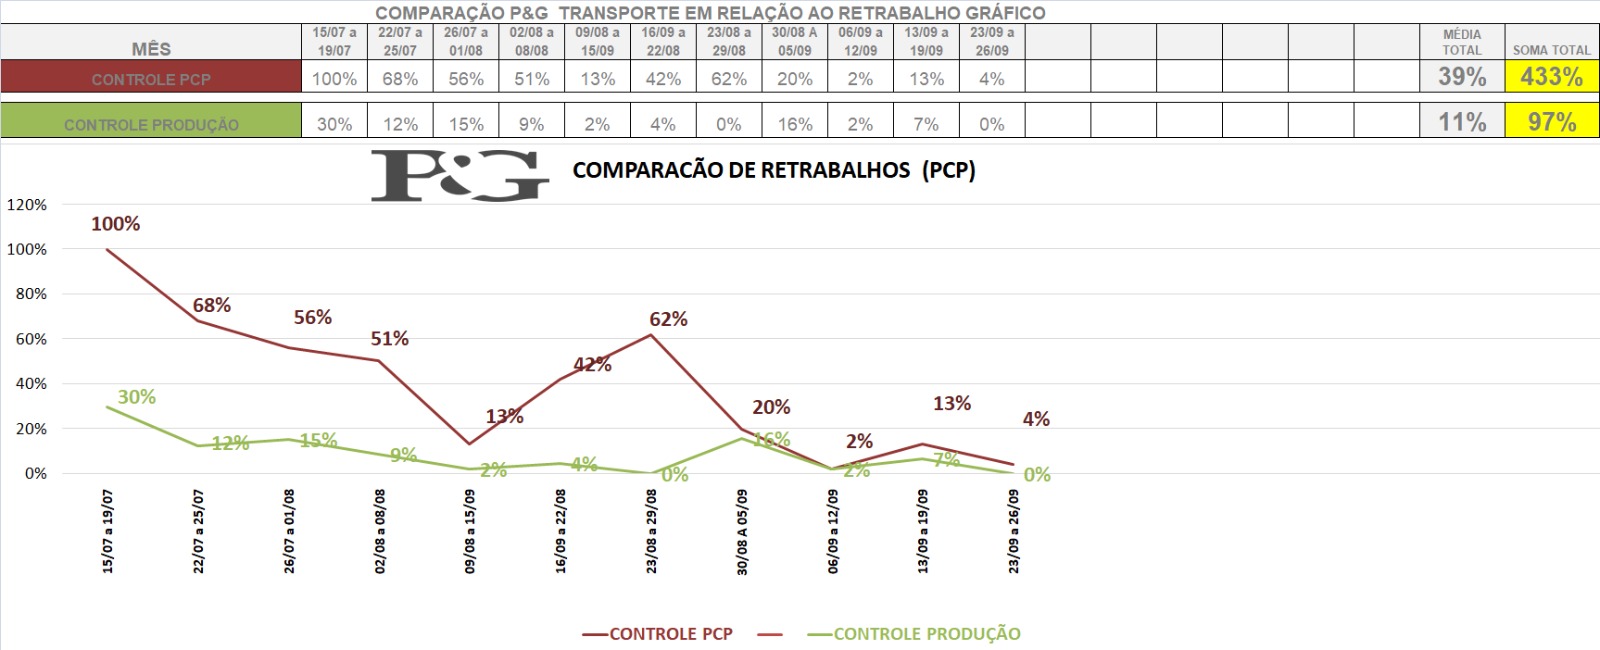 COMPARAÇÃO P&G TRANSPORTE EM RELAÇÃO AO RETRABALHO GRÁFICO
MÊS 15/07 a 19/07 22/07 a 25/07 26/07 a 01/08 02/08 a 08/08 09/08 a 15/09 16/09 a 22/08 23/08 a 29/08 30/08 A 05/09 06/09 a 12/09 13/09 a 19/09 23/09 a 26/09 MÉDIA TOTAL SOMA TOTAL
CONTROLE PCP 100% 68% 56% 51% 13% 42% 62% 20% 2% 13% 4% 39% 433%
CONTROLE PRODUÇÃO 30% 12% 15% 9% 2% 4% 0% 16% 2% 7% 0% 11% 97%
P&G COMPARACÃO DE RETRABALHOS (PCP)
120%
100%
80%
60%
40%
20%
0%
100%
68%
56%
51%
13%
42%
62%
20%
2%
13%
4%
30%
12%
15%
9%
2%
4%
0%
16%
2%
7%
0%
15/07 a 19/07
22/07 a 25/07
26/07 a 01/08
02/08 a 08/08
09/08 a 15/09
16/09 a 22/08
23/08 a 29/08
30/08 A 05/09
06/09 a 12/09
13/09 a 19/09
23/09 a 26/09
CONTROLE PCP CONTROLE PRODUÇÃO